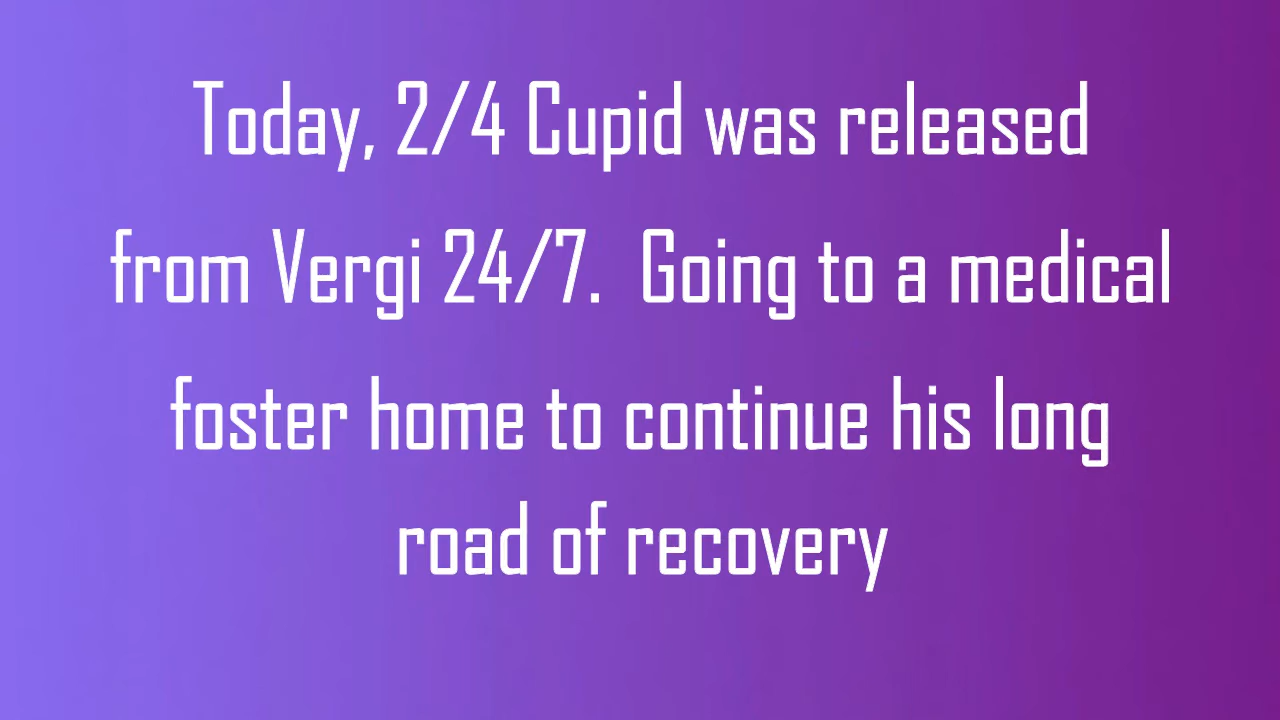 Today, 2/4 Cupid was released
from Vergi 24/7.  Going to a medical
foster home to continue his long
road of recovery